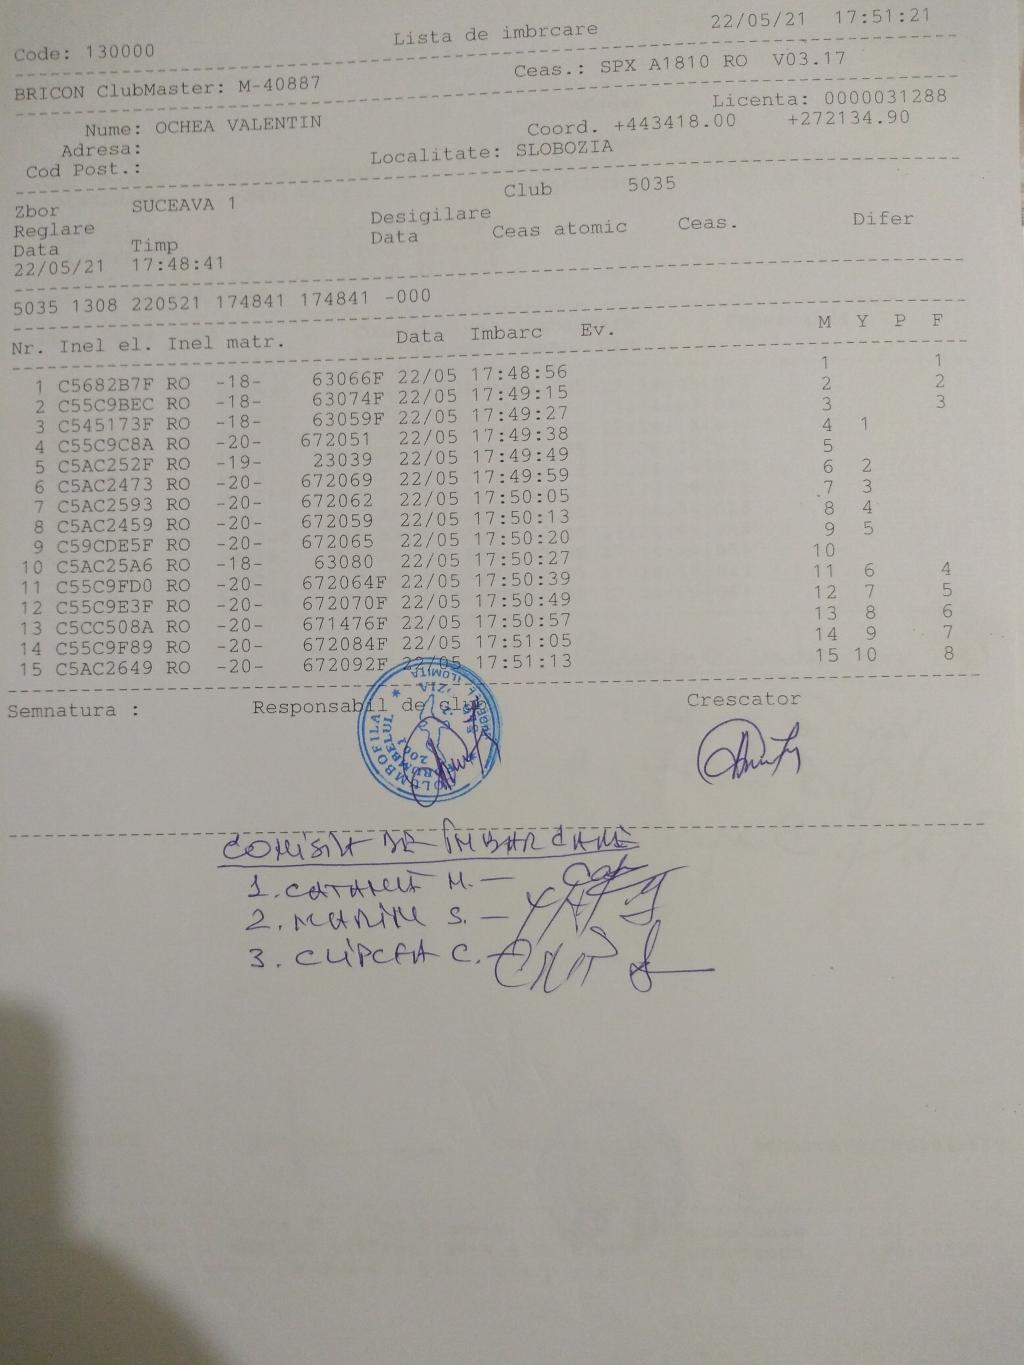 Code: 130000 Lista de imbrcare 22/05/21 17:51:21
BRICON ClubMaster: M-40887 Ceas.: SPX A1810 RO V03.17
Licenta: 0000031288
Nume: OCHEA VALENTIN Coord. +443418.00 +272134.90
Adresa:
Cod Post.: Localitate: SLOBOZIA
Club 5035
Zbor SUCEAVA 1
Reglare Desigilare
Data Timp Data Ceas atomic Ceas. Difer
22/05/21 17:48:41
5035 1308 220521 174841 174841 -000
Nr. Inel el. Inel matr. Data Imbarc Ev. M Y P F
1 C5682B7F RO -18- 63066F 22/05 17:48:56 1 1
2 C55C9BEC RO -18- 63074F 22/05 17:49:15 2 2
3 C545173F RO -18- 63059F 22/05 17:49:27 3 3
4 C55C9C8A RO -20- 672051 22/05 17:49:38 4 1
5 C5AC252F RO -19- 23039 22/05 17:49:49 5
6 C5AC2473 RO -20- 672069 22/05 17:49:59 6 2
7 C5AC2593 RO -20- 672062 22/05 17:50:05 7 3
8 C5AC2459 RO -20- 672059 22/05 17:50:13 8 4
9 C59CDE5F RO -20- 672065 22/05 17:50:20 9 5
10 C5AC25A6 RO -18- 63080 22/05 17:50:27 10
11 C55C9FD0 RO -20- 672064F 22/05 17:50:39 11 6 4
12 C55C9E3F RO -20- 672070F 22/05 17:50:49 12 7 5
13 C5CC508A RO -20- 671476F 22/05 17:50:57 13 8 6
14 C55C9F89 RO -20- 672084F 22/05 17:51:05 14 9 7
15 C5AC2649 RO -20- 672092F 22/05 17:51:13 15 10 8
Semnatura : Responsabil de club Crescator
COMISIA DE ÎMBARCARE
1. CATANĂ M. —
2. MARIN S. —
3. CLIPCEA C. —